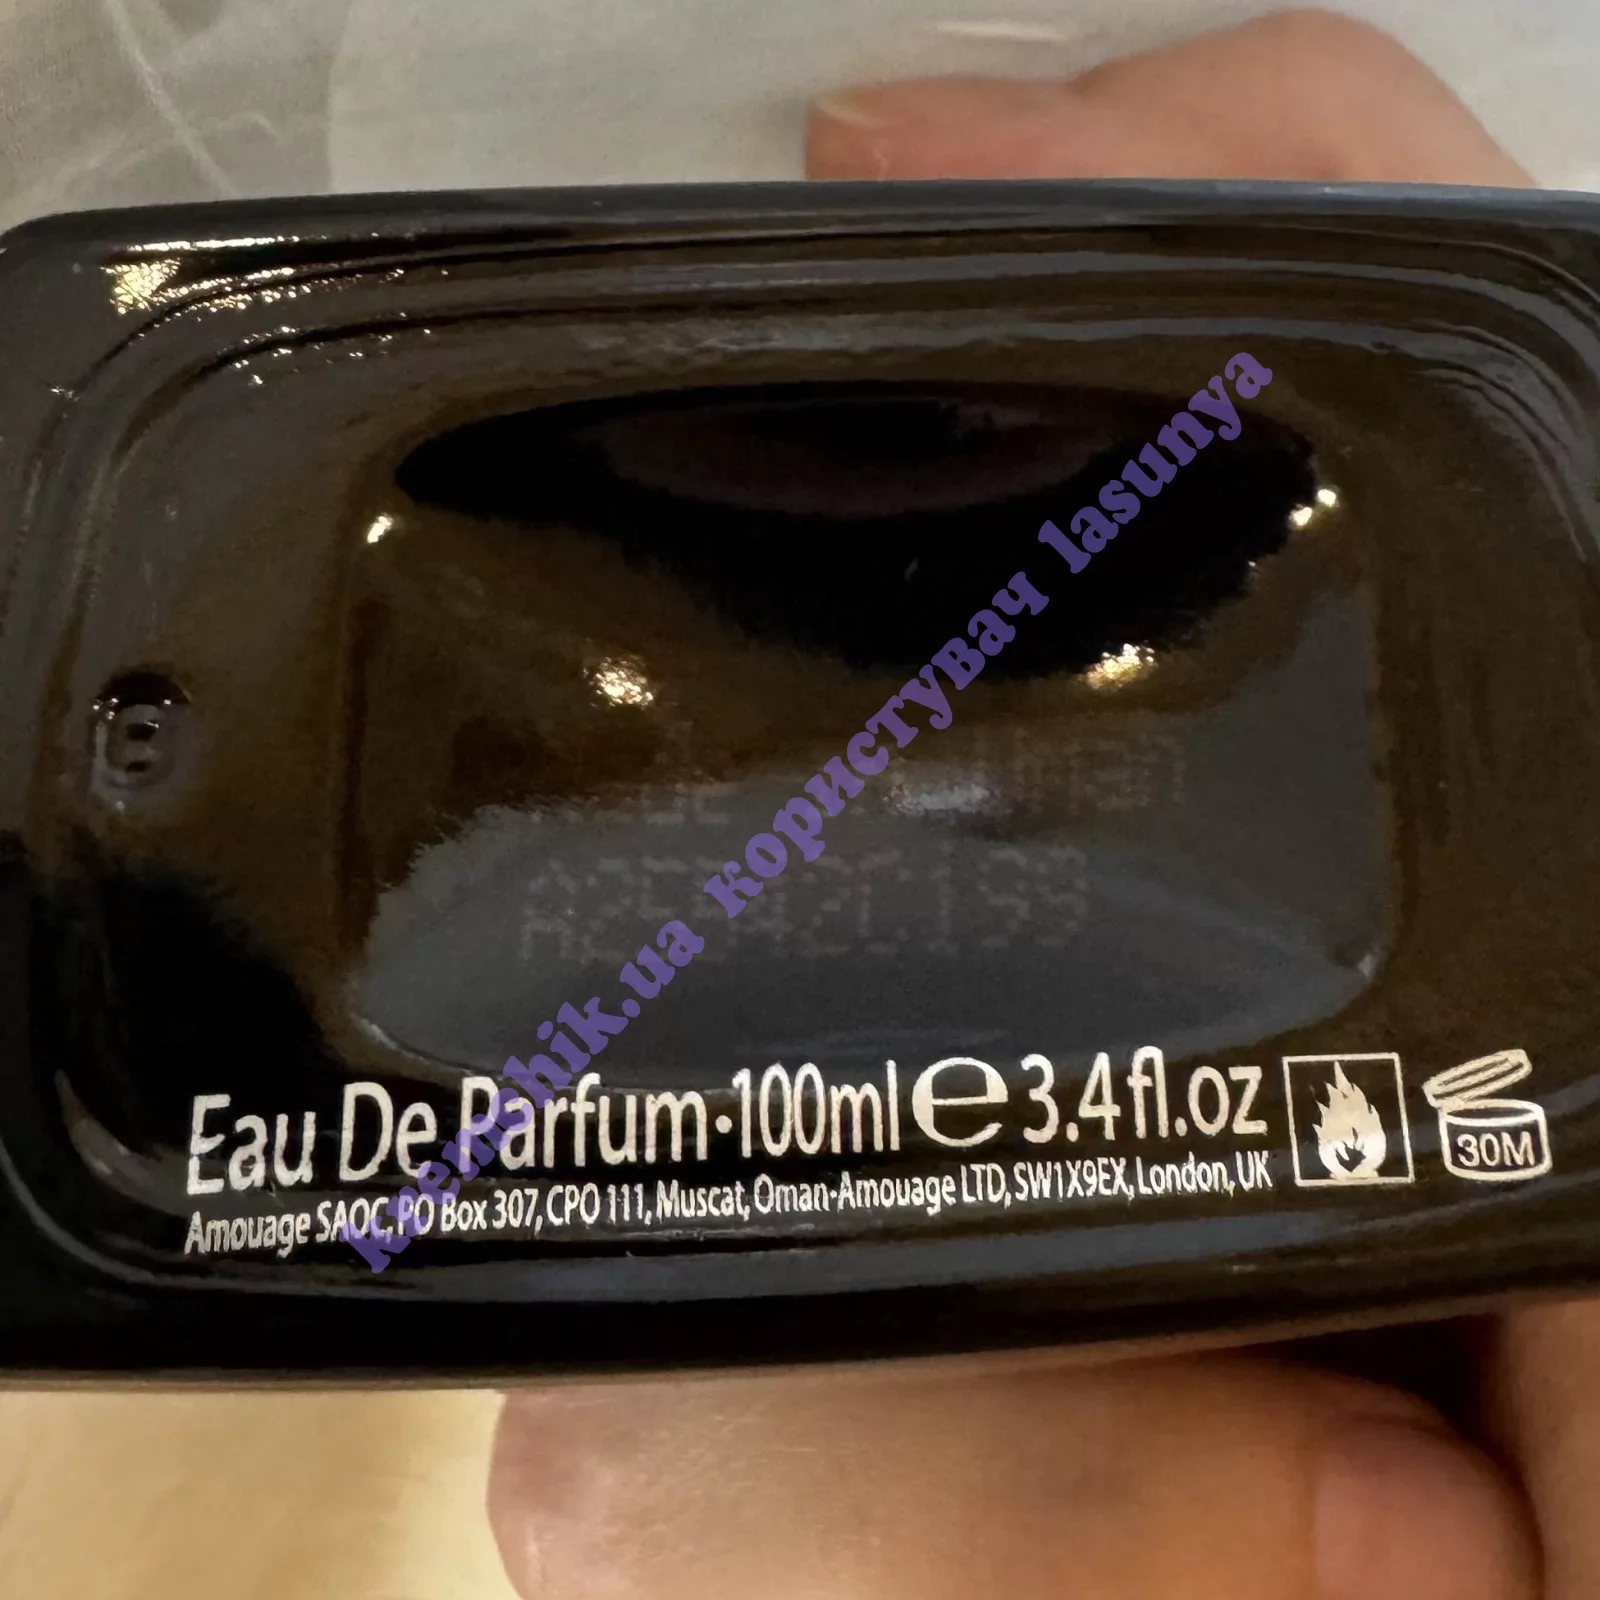 Eau De Parfum·100ml e 3.4 fl.oz
30M
Amouage SAOC, PO Box 307, CPO 111, Muscat, Oman·Amouage LTD, SW1X9EX, London, UK
kremchik.ua користувач lasunya